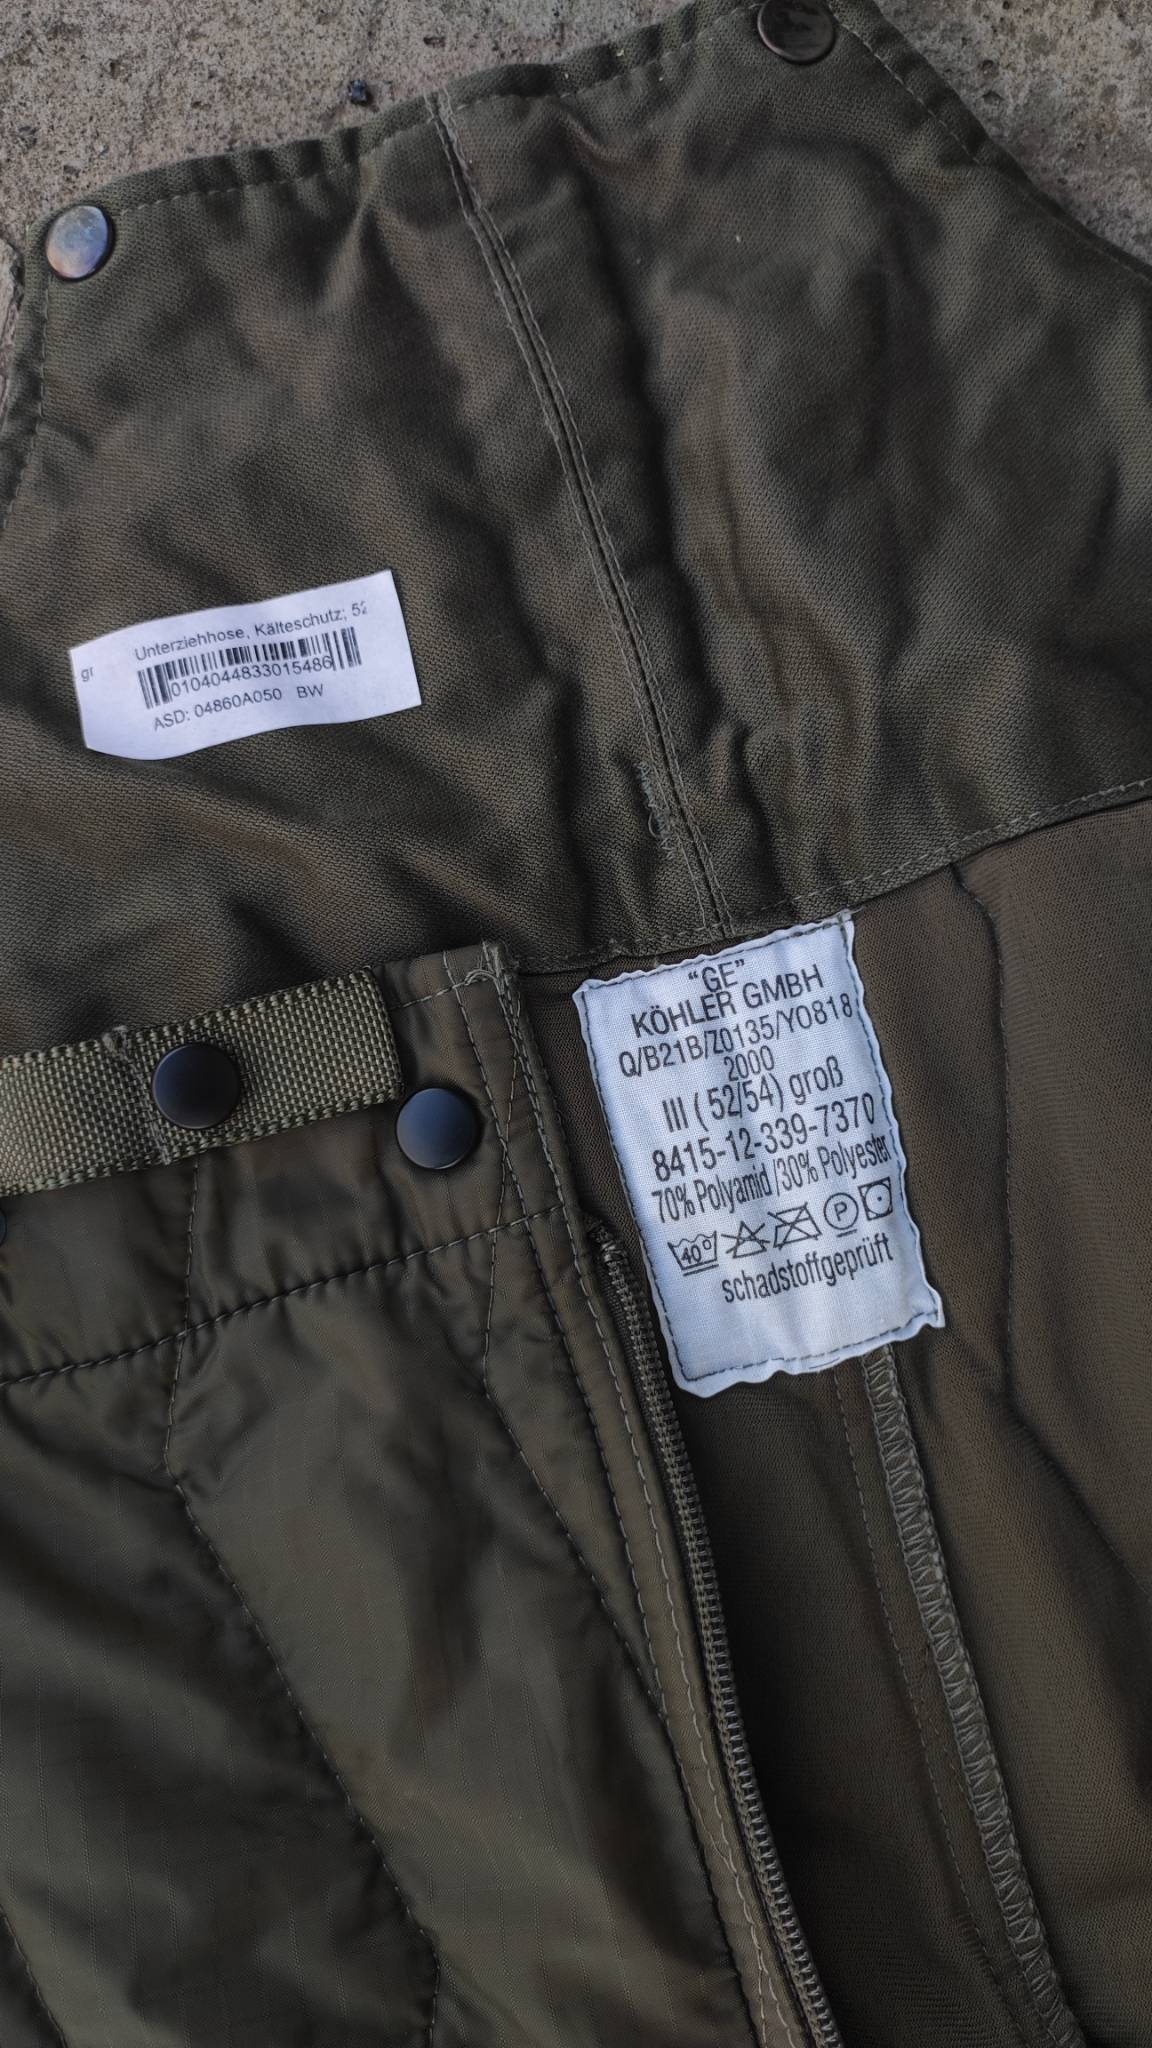 Unterziehhose, Kälteschutz; 52
gr
0104044833015486
ASD: 04860A050 BW
“GE”
KÖHLER GMBH
Q/B21B/Z0135/Y0818
2000
III (52/54) groß
8415-12-339-7370
70% Polyamid/30% Polyester
40° P
schadstoffgeprüft